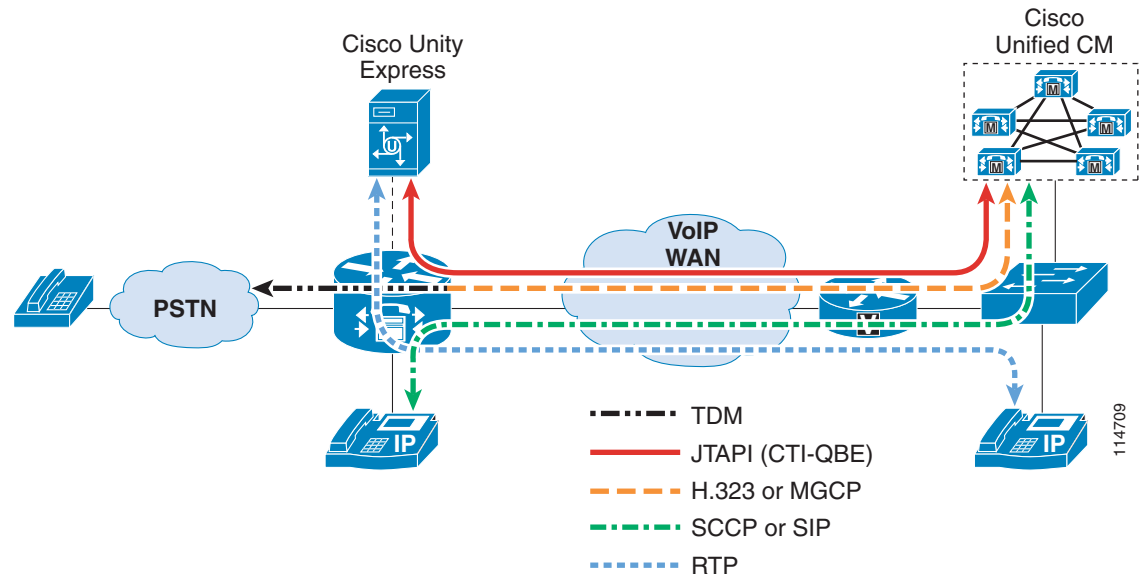 Cisco Unity
Express
Cisco
Unified CM
M
M
M
M
M
U
VoIP
WAN
PSTN
V
IP
IP
TDM
JTAPI (CTI-QBE)
H.323 or MGCP
SCCP or SIP
RTP
114709